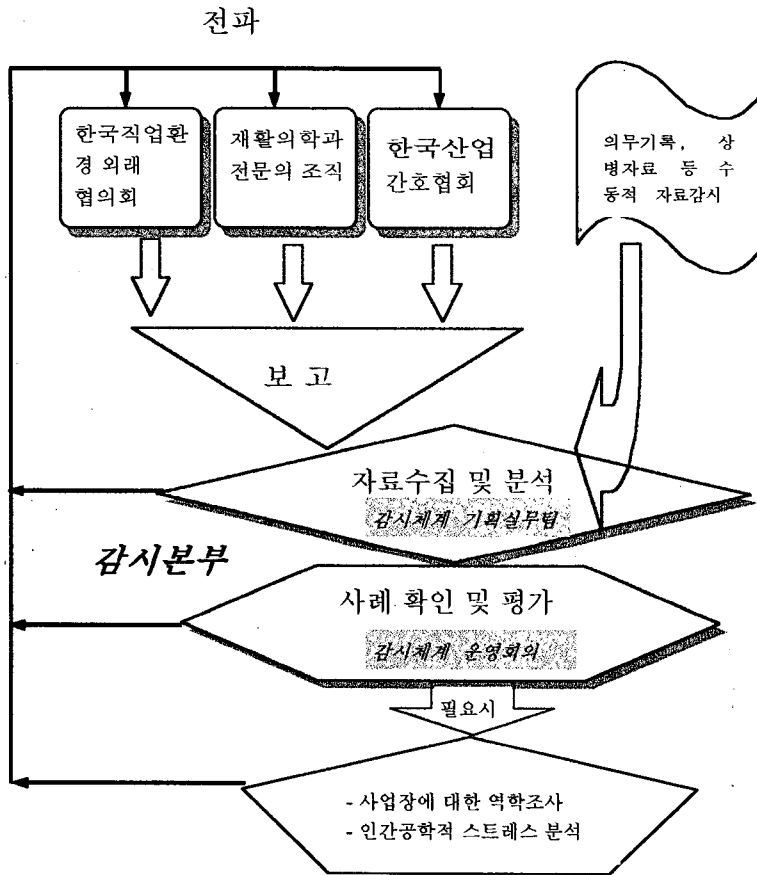 전파
한국직업환
경 외래
협의회
재활의학과
전문의 조직
한국산업
간호협회
의무기록, 상
병자료 등 수
동적 자료감시
보 고
자료수집 및 분석
감시체계 기획실무팀
감시본부
사례 확인 및 평가
감시체계 운영회의
필요시
- 사업장에 대한 역학조사
- 인간공학적 스트레스 분석